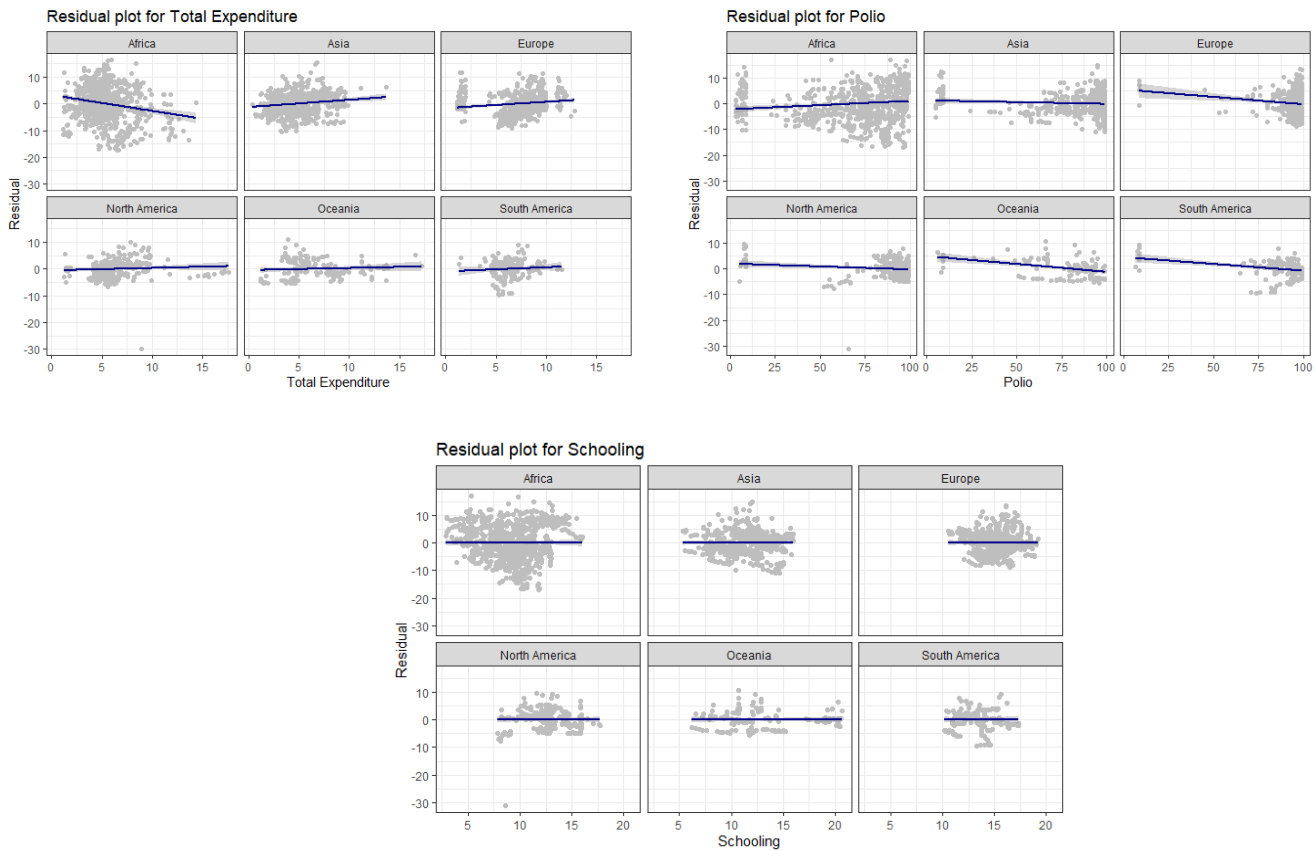 Residual plot for Total Expenditure
Africa Asia Europe
10
0
-10
-20
-30
North America Oceania South America
10
0
-10
-20
-30
0 5 10 15 0 5 10 15 0 5 10 15
Total Expenditure
Residual
Residual plot for Polio
Africa Asia Europe
10
0
-10
-20
-30
North America Oceania South America
10
0
-10
-20
-30
0 25 50 75 100 0 25 50 75 100 0 25 50 75 100
Polio
Residual
Residual plot for Schooling
Africa Asia Europe
10
0
-10
-20
-30
North America Oceania South America
10
0
-10
-20
-30
5 10 15 20 5 10 15 20 5 10 15 20
Schooling
Residual